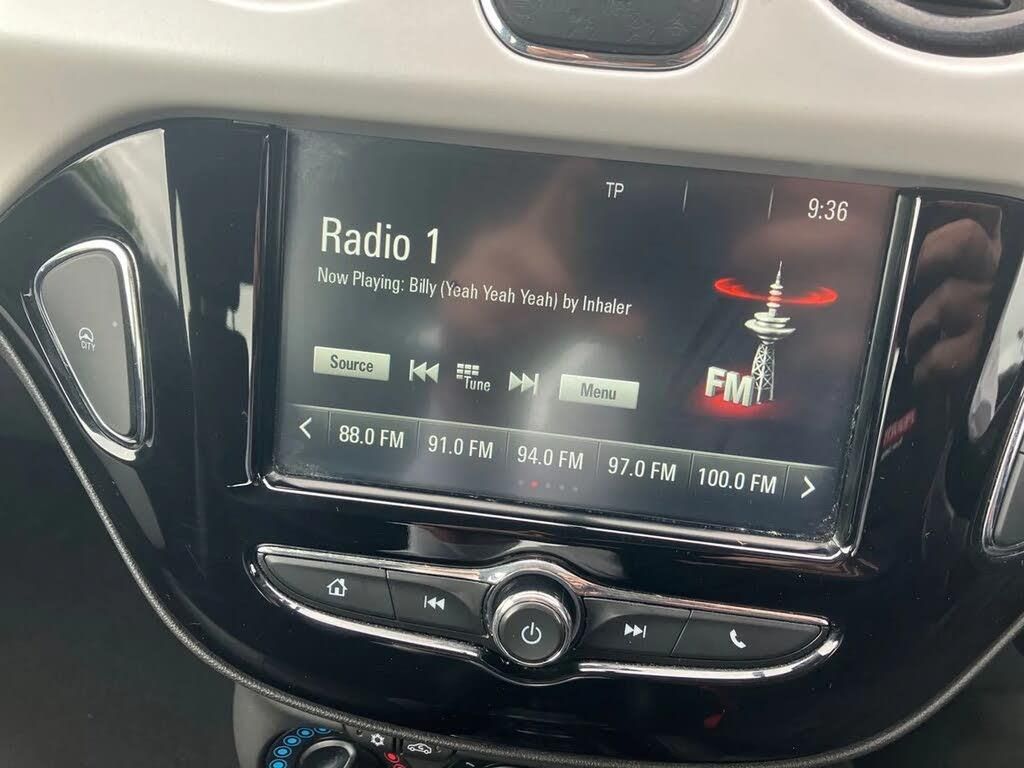 TP
9:36
Radio 1
Now Playing: Billy (Yeah Yeah Yeah) by Inhaler
Source
Tune
Menu
FM
88.0 FM
91.0 FM
94.0 FM
97.0 FM
100.0 FM
CITY